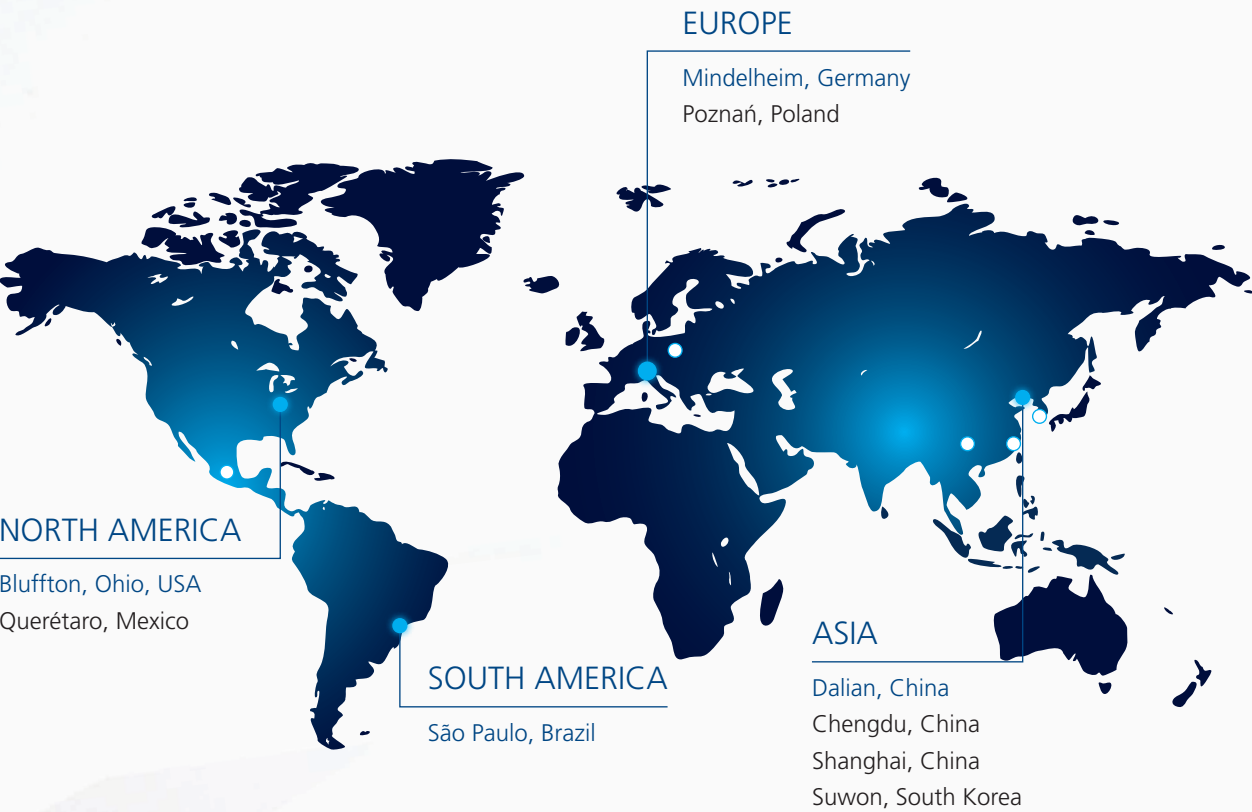 EUROPE
Mindelheim, Germany
Poznań, Poland
NORTH AMERICA
Bluffton, Ohio, USA
Querétaro, Mexico
SOUTH AMERICA
São Paulo, Brazil
ASIA
Dalian, China
Chengdu, China
Shanghai, China
Suwon, South Korea